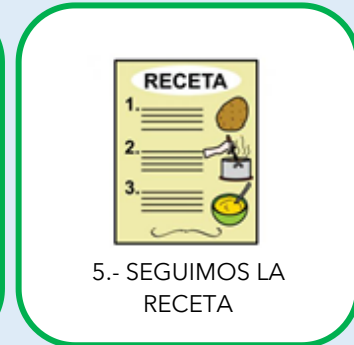 RECETA
1.
2.
3.
5.- SEGUIMOS LA
RECETA